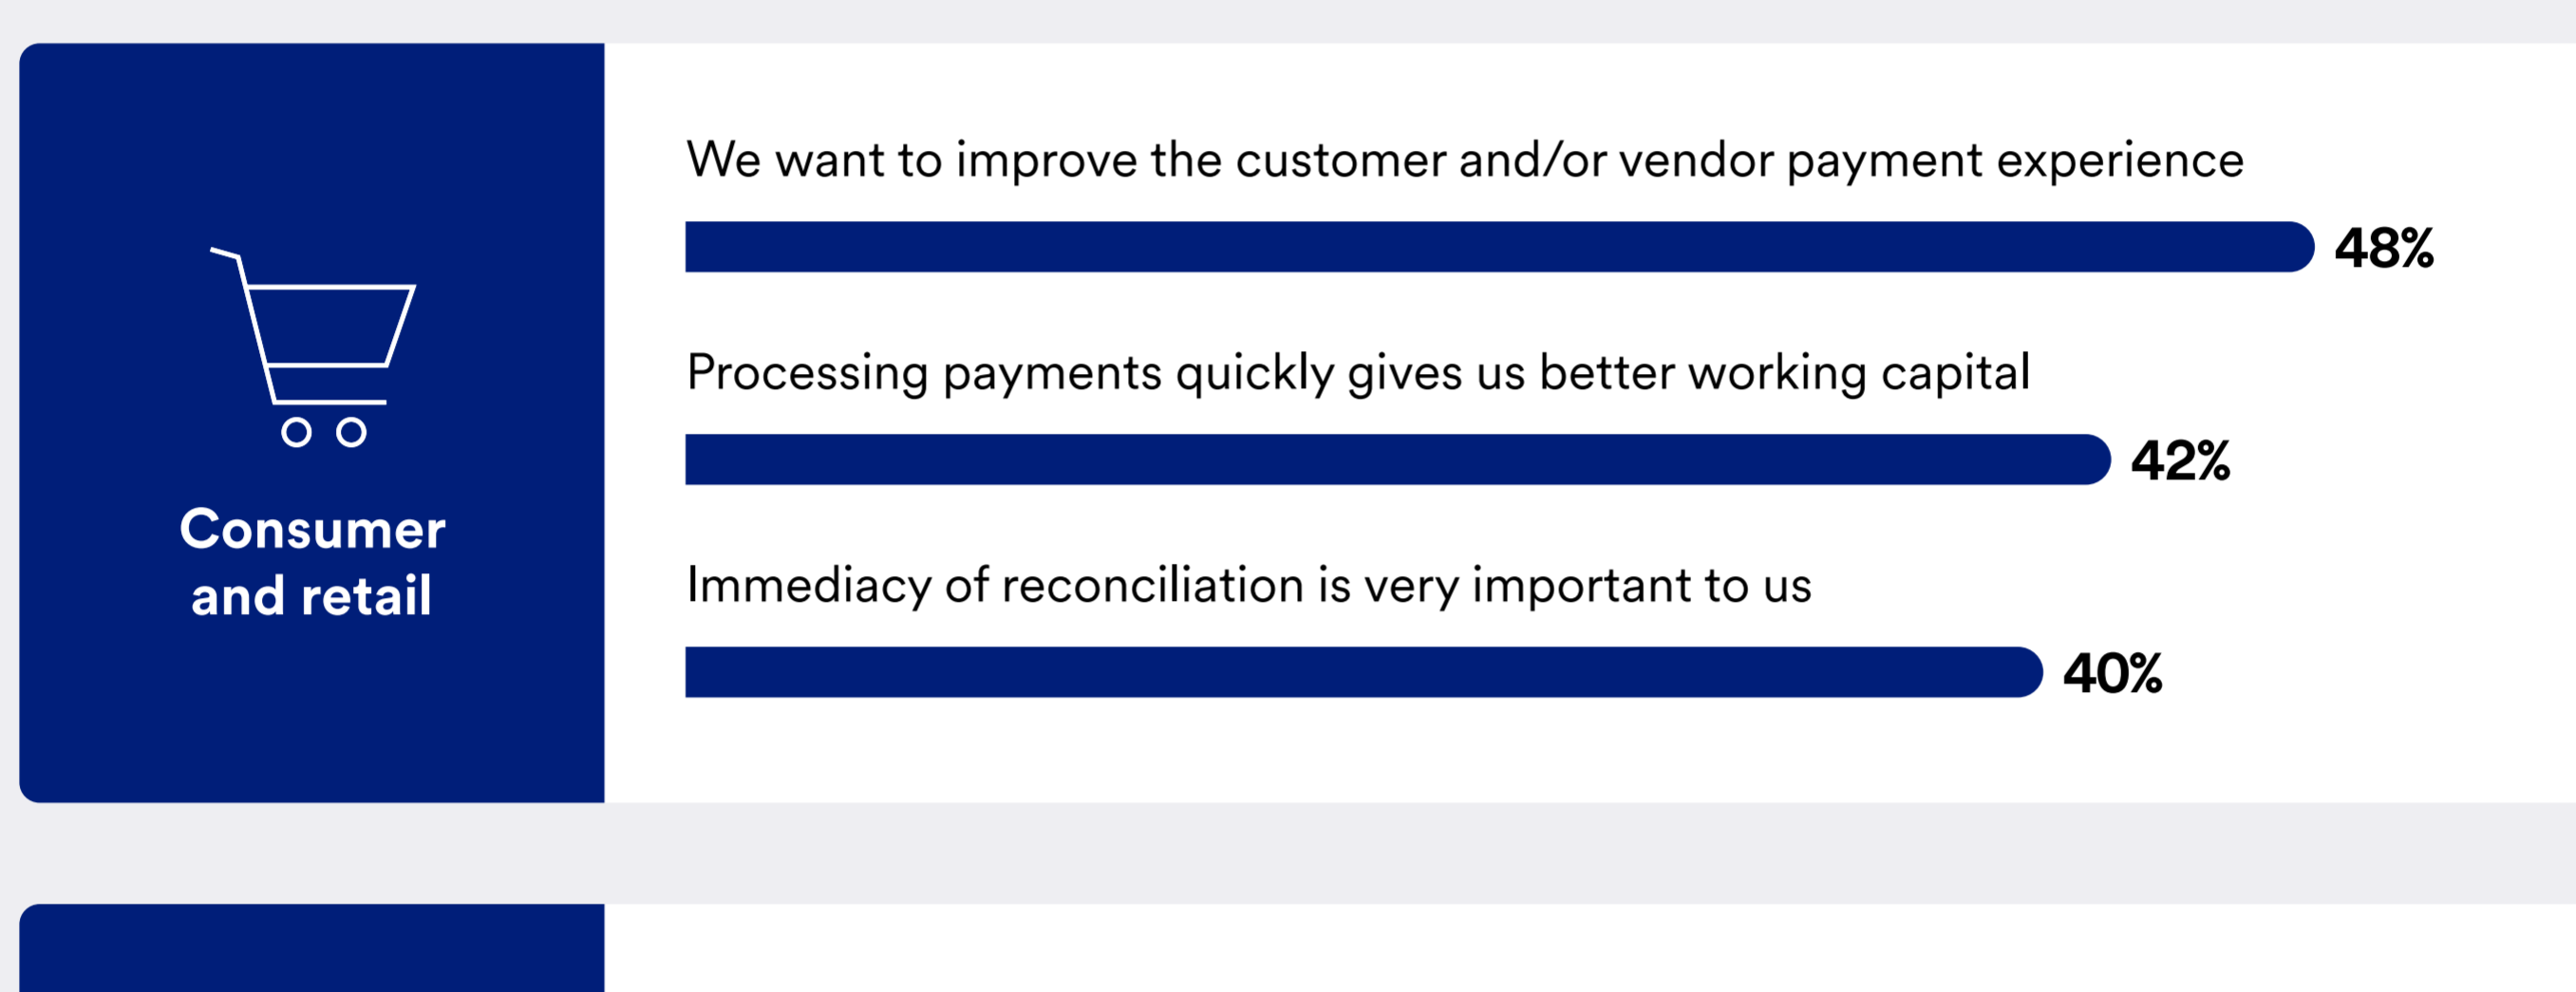 Consumer
and retail
We want to improve the customer and/or vendor payment experience
48%
Processing payments quickly gives us better working capital
42%
Immediacy of reconciliation is very important to us
40%